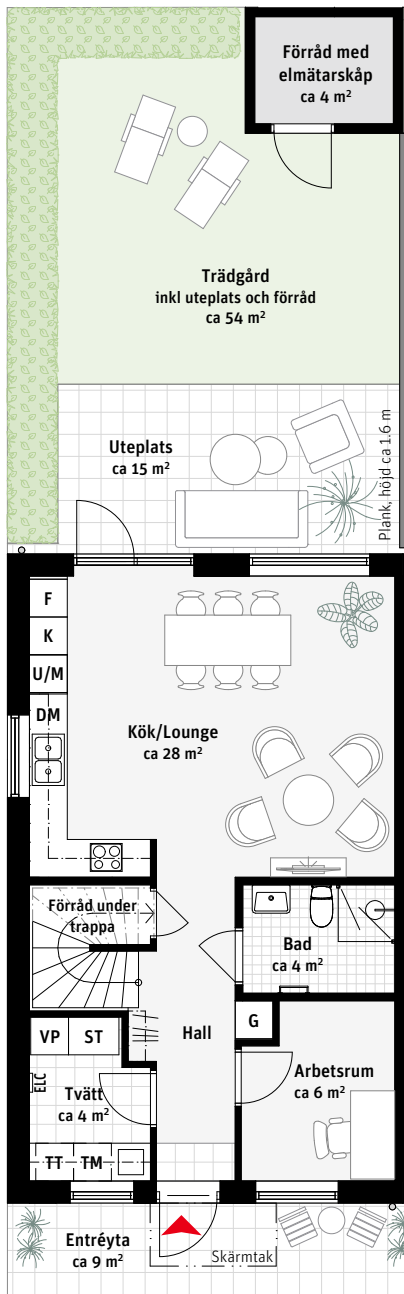 Förråd med
elmätarskåp
ca 4 m²
Trädgård
inkl uteplats och förråd
ca 54 m²
Uteplats
ca 15 m²
Plank, höjd ca 1.6 m
F
K
U/M
DM
Kök/Lounge
ca 28 m²
Förråd under
trappa
Bad
ca 4 m²
Hall
G
VP
ST
ELC
Tvätt
ca 4 m²
Arbetsrum
ca 6 m²
TT
TM
Entréyta
ca 9 m²
Skärmtak